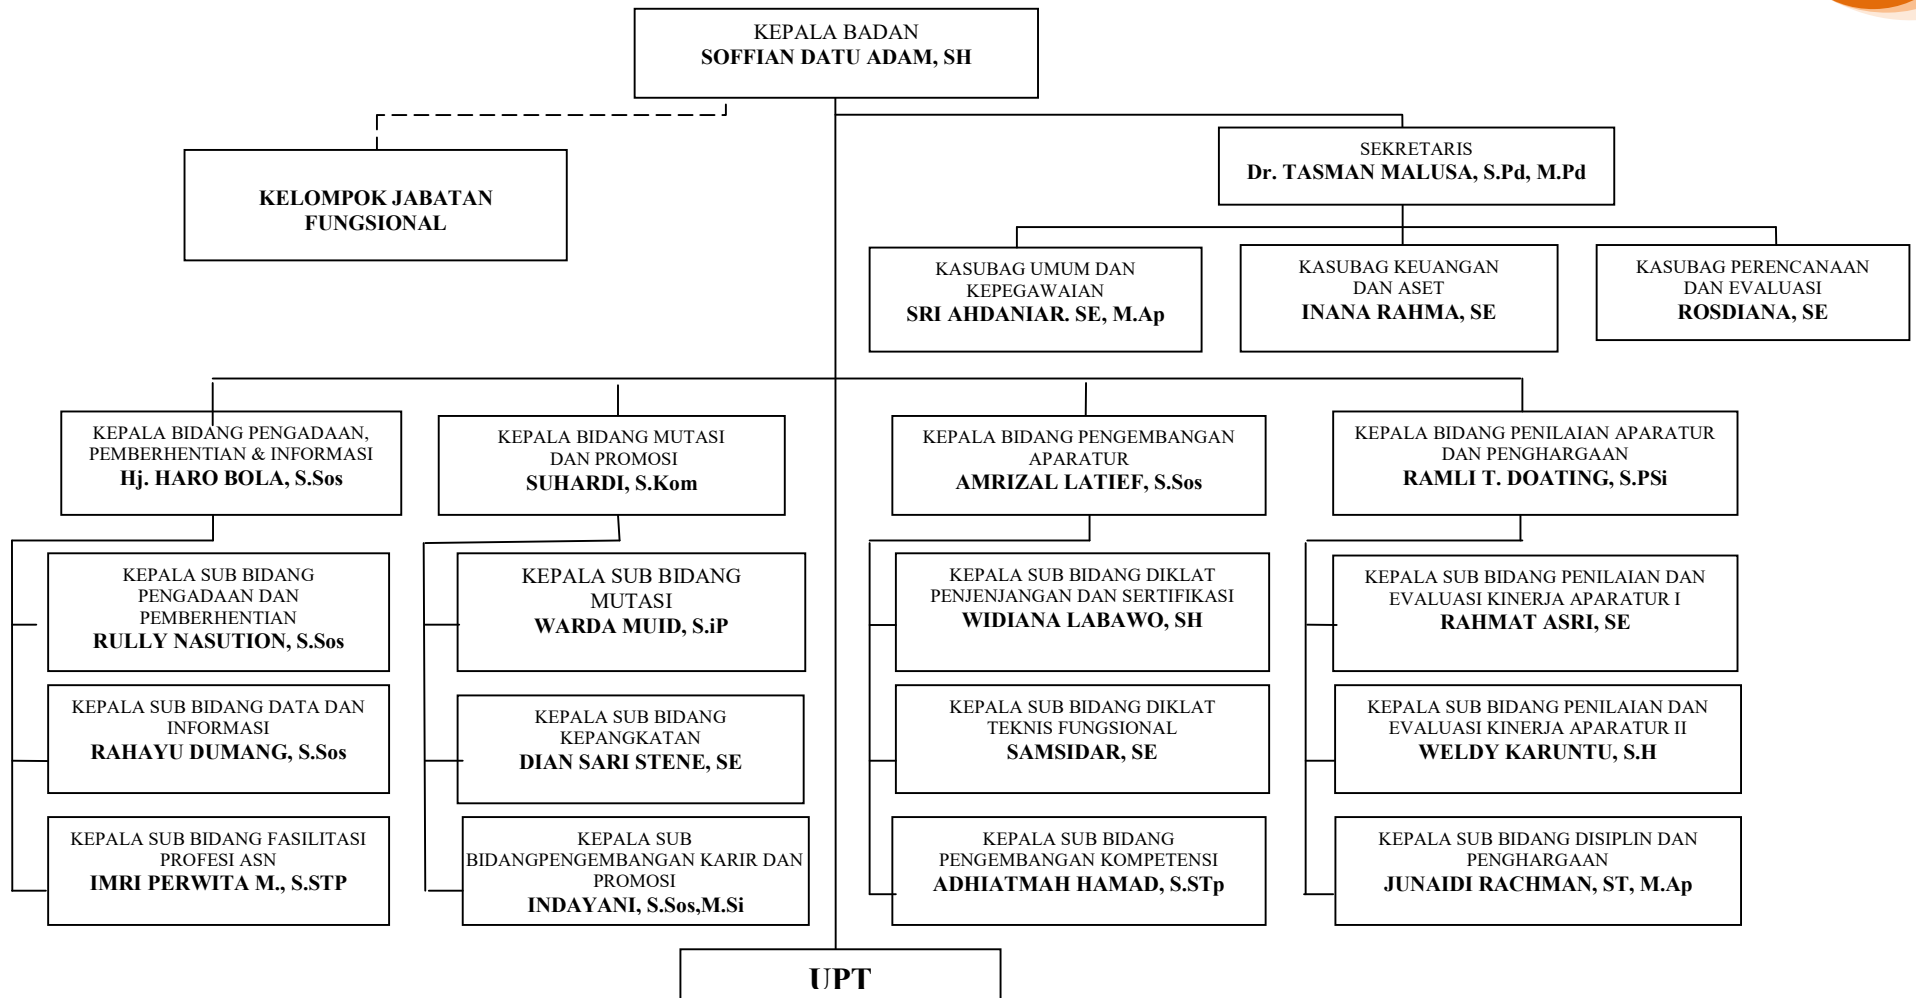 KEPALA BADAN
SOFFIAN DATU ADAM, SH
SEKRETARIS
Dr. TASMAN MALUSA, S.Pd, M.Pd
KELOMPOK JABATAN
FUNGSIONAL
KASUBAG UMUM DAN
KEPEGAWAIAN
SRI AHDANIAR. SE, M.Ap
KASUBAG KEUANGAN
DAN ASET
INANA RAHMA, SE
KASUBAG PERENCANAAN
DAN EVALUASI
ROSDIANA, SE
KEPALA BIDANG PENGADAAN,
PEMBERHENTIAN & INFORMASI
Hj. HARO BOLA, S.Sos
KEPALA BIDANG MUTASI
DAN PROMOSI
SUHARDI, S.Kom
KEPALA BIDANG PENGEMBANGAN
APARATUR
AMRIZAL LATIEF, S.Sos
KEPALA BIDANG PENILAIAN APARATUR
DAN PENGHARGAAN
RAMLI T. DOATING, S.PSi
KEPALA SUB BIDANG
PENGADAAN DAN
PEMBERHENTIAN
RULLY NASUTION, S.Sos
KEPALA SUB BIDANG
MUTASI
WARDA MUID, S.iP
KEPALA SUB BIDANG DIKLAT
PENJENJANGAN DAN SERTIFIKASI
WIDIANA LABAWO, SH
KEPALA SUB BIDANG PENILAIAN DAN
EVALUASI KINERJA APARATUR I
RAHMAT ASRI, SE
KEPALA SUB BIDANG DATA DAN
INFORMASI
RAHAYU DUMANG, S.Sos
KEPALA SUB BIDANG
KEPANGKATAN
DIAN SARI STENE, SE
KEPALA SUB BIDANG DIKLAT
TEKNIS FUNGSIONAL
SAMSIDAR, SE
KEPALA SUB BIDANG PENILAIAN DAN
EVALUASI KINERJA APARATUR II
WELDY KARUNTU, S.H
KEPALA SUB BIDANG FASILITASI
PROFESI ASN
IMRI PERWITA M., S.STP
KEPALA SUB
BIDANGPENGEMBANGAN KARIR DAN
PROMOSI
INDAYANI, S.Sos,M.Si
KEPALA SUB BIDANG
PENGEMBANGAN KOMPETENSI
ADHIATMAH HAMAD, S.STp
KEPALA SUB BIDANG DISIPLIN DAN
PENGHARGAAN
JUNAIDI RACHMAN, ST, M.Ap
UPT